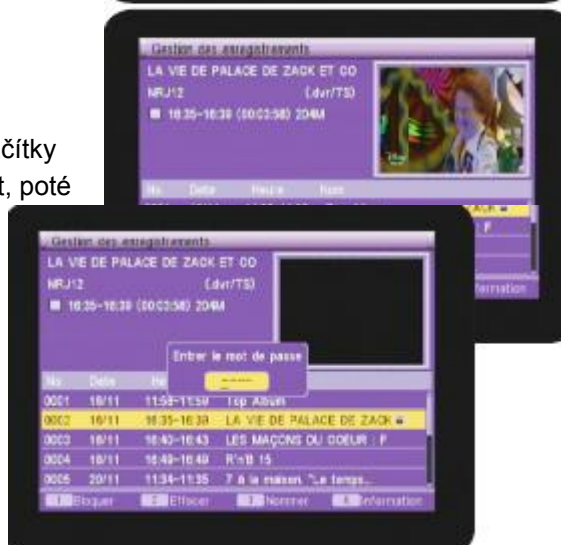 Gestion des enregistrements
LA VIE DE PALACE DE ZACK ET CO
NRJ12 (.dvr/TS)
16:35-16:39 (00:03:58) 204M
No. Date Heure Nom
ZACK
: F
Information
čítky
t, poté
Gestion des enregistrements
LA VIE DE PALACE DE ZACK ET CO
NRJ12 (.dvr/TS)
16:35-16:39 (00:03:58) 204M
Entrer le mot de passe
No. Date
0001 18/11 11:58-11:59 Top Album
0002 18/11 16:35-16:39 LA VIE DE PALACE DE ZACK
0003 18/11 16:40-16:43 LES MAÇONS DU COEUR : F
0004 18/11 16:49-16:49 R'n'B 15
0005 20/11 11:34-11:35 7 à la maison. "Le temps...
1 Bloquer 2 Effacer 3 Nommer 4 Information